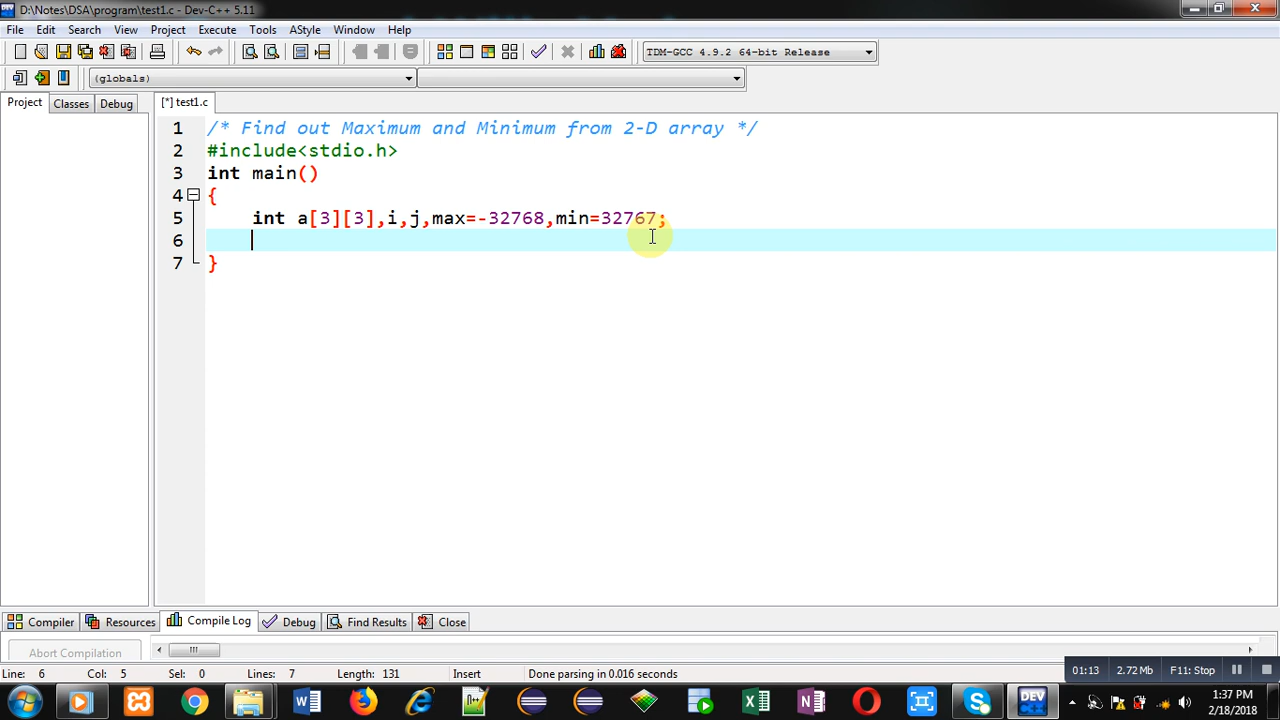 D:\Notes\DSA\program\test1.c - Dev-C++ 5.11
File Edit Search View Project Execute Tools AStyle Window Help
TDM-GCC 4.9.2 64-bit Release
(globals)
Project Classes Debug [*] test1.c
1 /* Find out Maximum and Minimum from 2-D array */
2 #include<stdio.h>
3 int main()
4 {
5 int a[3][3],i,j,max=-32768,min=32767;
6
7 }
Compiler Resources Compile Log Debug Find Results Close
Abort Compilation
Line: 6 Col: 5 Sel: 0 Lines: 7 Length: 131 Insert Done parsing in 0.016 seconds
01:13 2.72 Mb F11: Stop
1:37 PM
2/18/2018